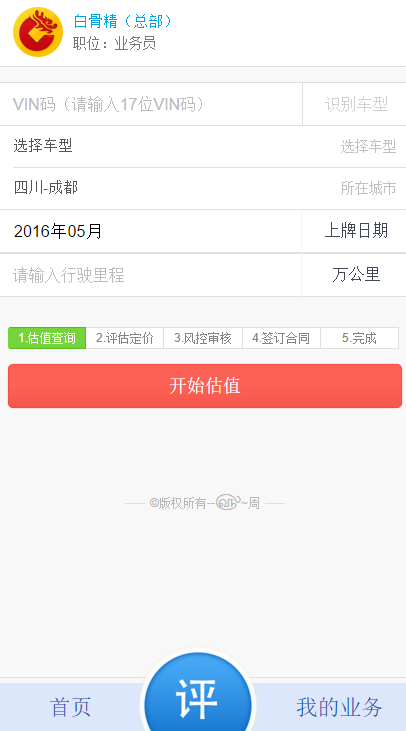 白骨精（总部）
职位：业务员
VIN码（请输入17位VIN码） 识别车型
选择车型 选择车型
四川-成都 所在城市
2016年05月 上牌日期
请输入行驶里程 万公里
1.估值查询 2.评估定价 3.风控审核 4.签订合同 5.完成
开始估值
©版权所有--~周
首页 评 我的业务